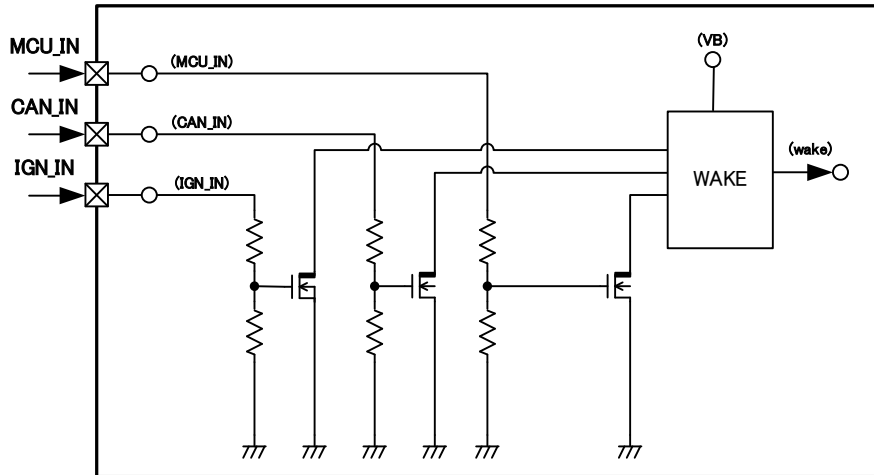 MCU_IN
(MCU_IN)
(VB)
CAN_IN
(CAN_IN)
(wake)
IGN_IN
(IGN_IN)
WAKE